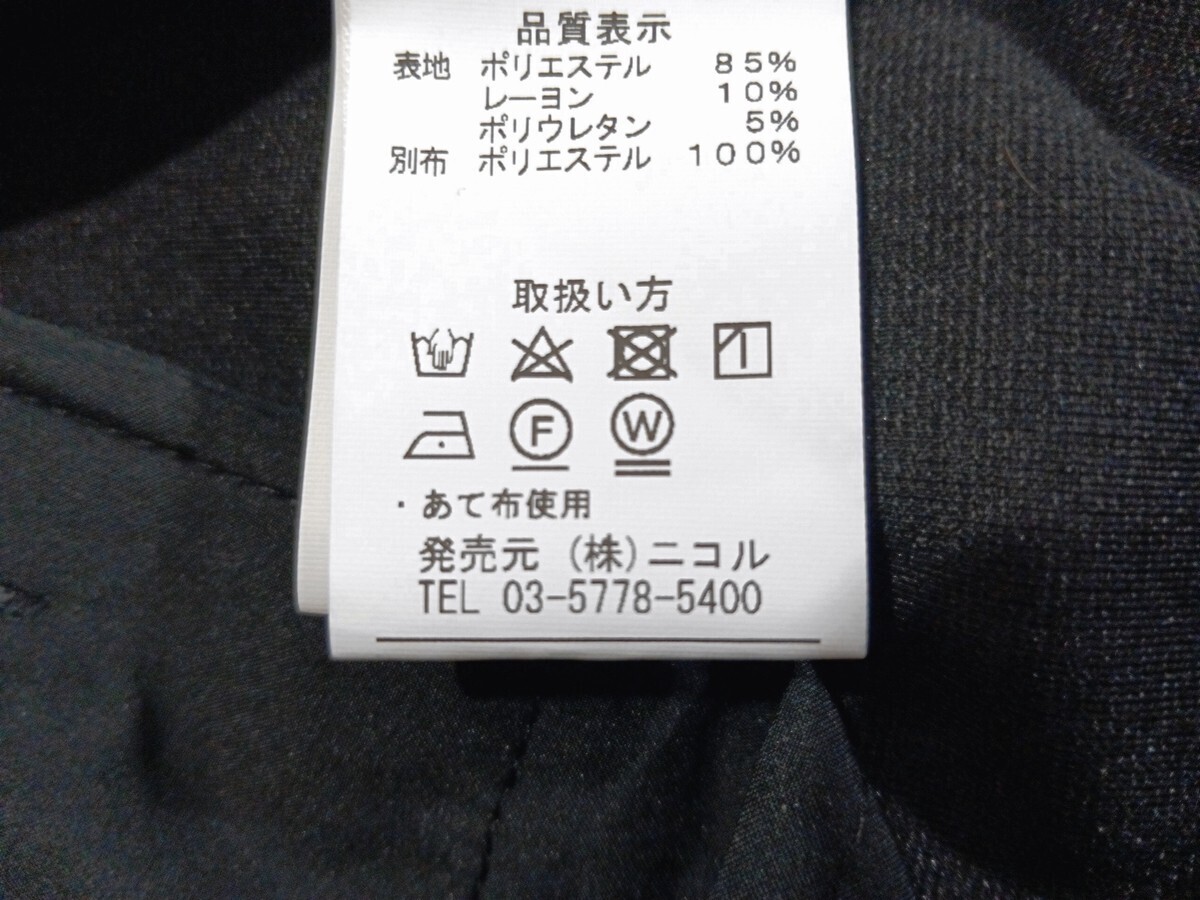 品質表示
表地 ポリエステル 85%
レーヨン 10%
ポリウレタン 5%
別布 ポリエステル 100%
取扱い方
F W
・あて布使用
発売元 (株)ニコル
TEL 03-5778-5400